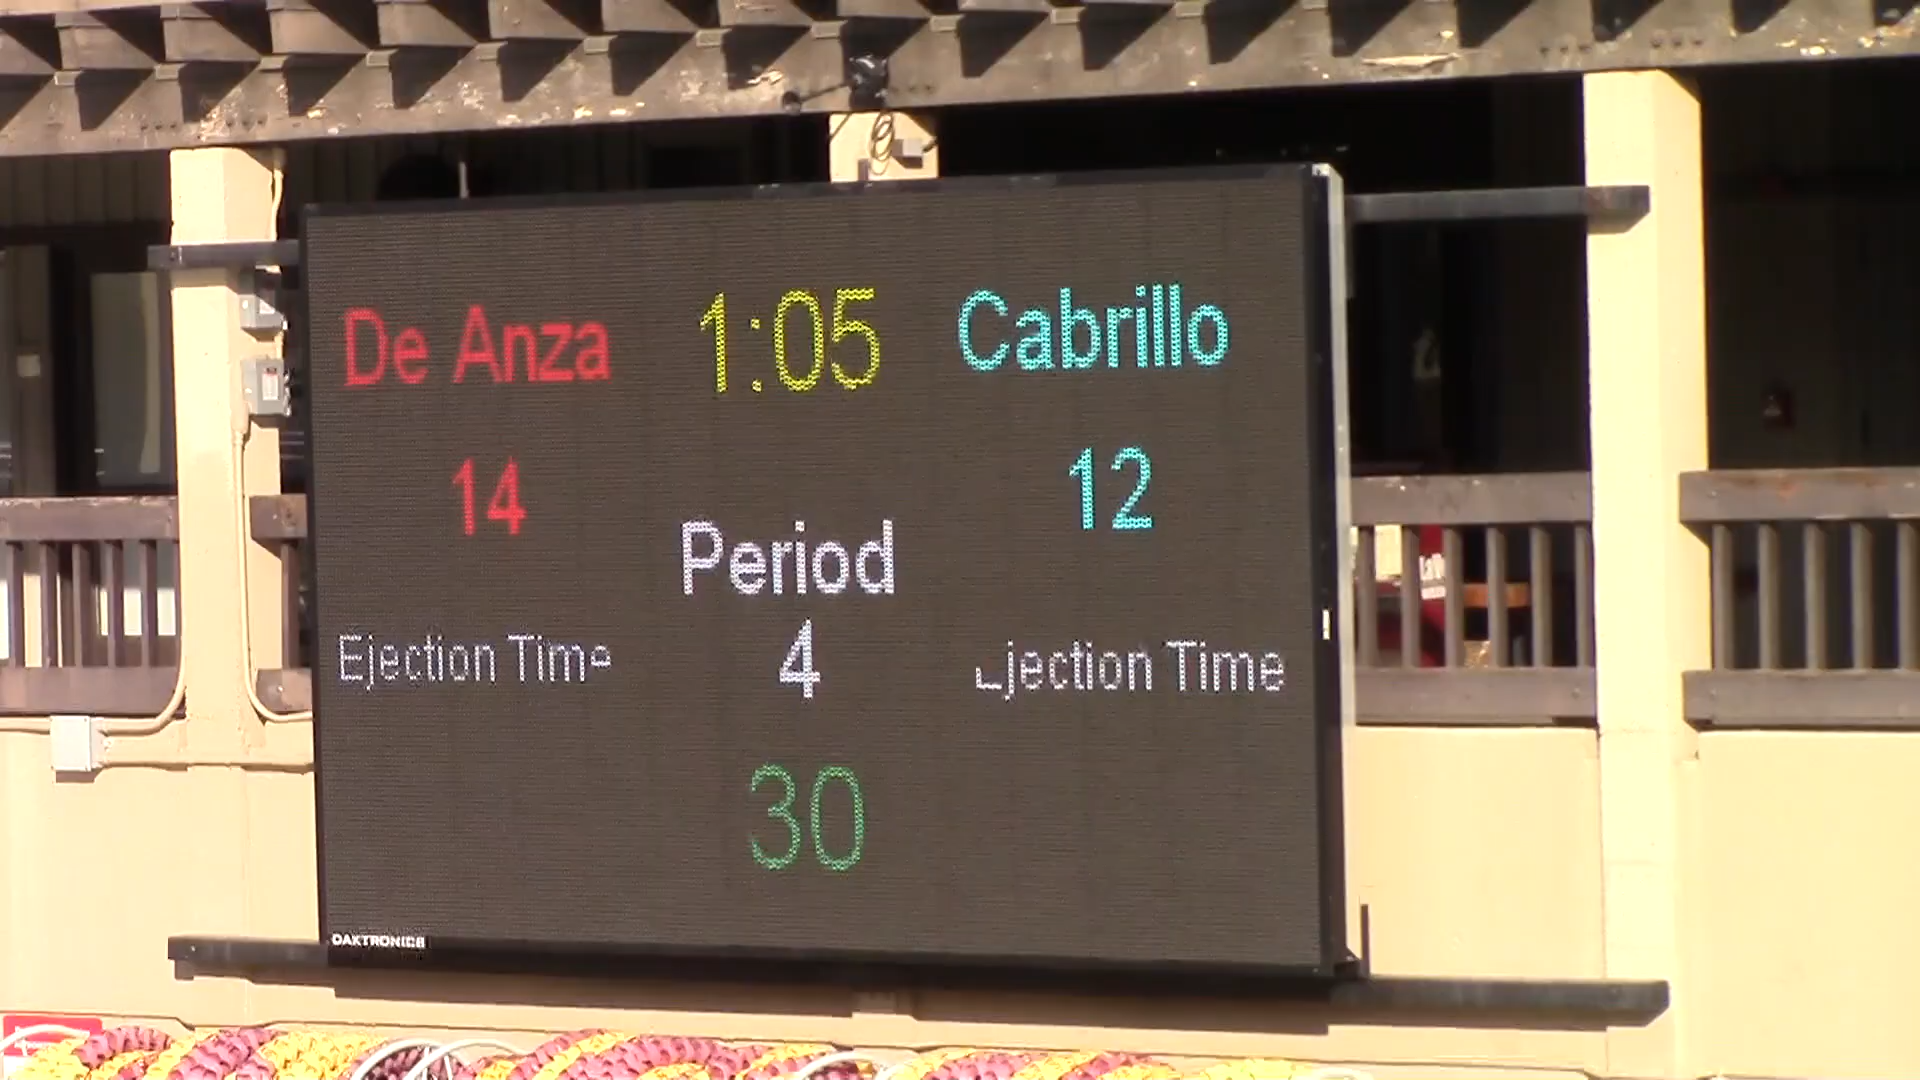 De Anza 1:05 Cabrillo
14 12
Period
4
Ejection Time Ejection Time
30
DAKTRONICS